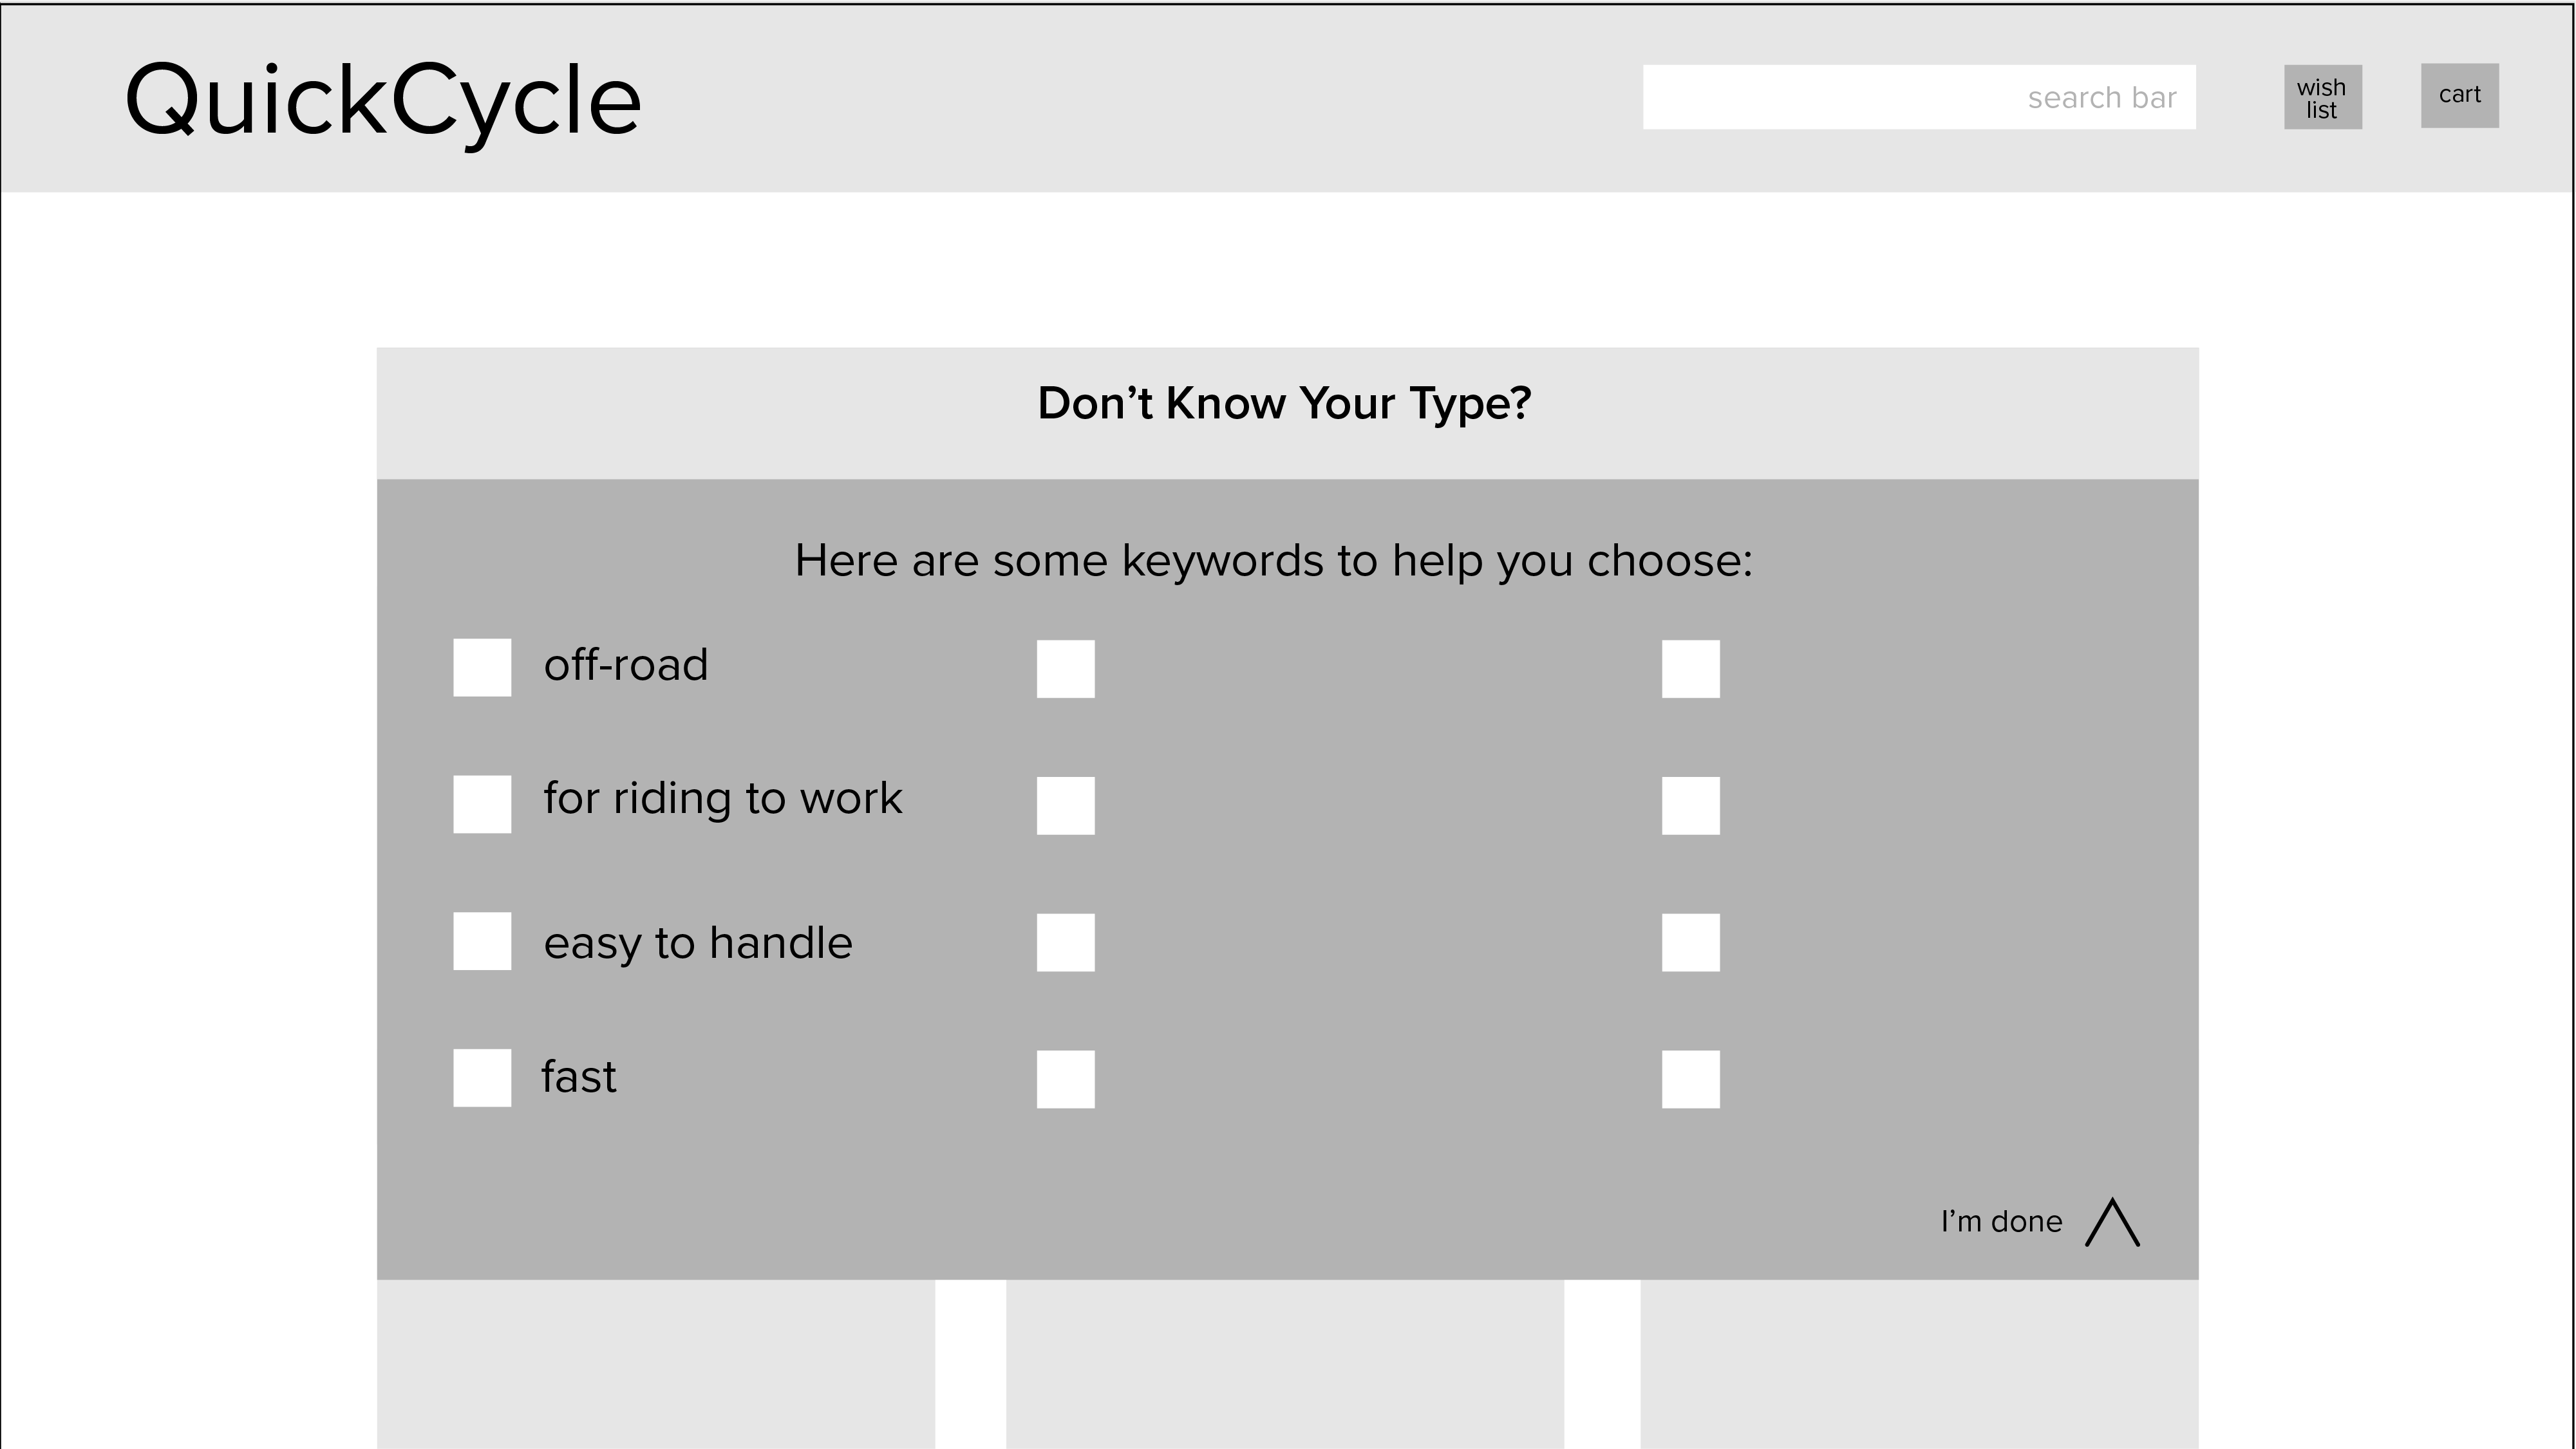 QuickCycle
search bar
wish
list
cart
Don’t Know Your Type?
Here are some keywords to help you choose:
off-road
for riding to work
easy to handle
fast
I’m done